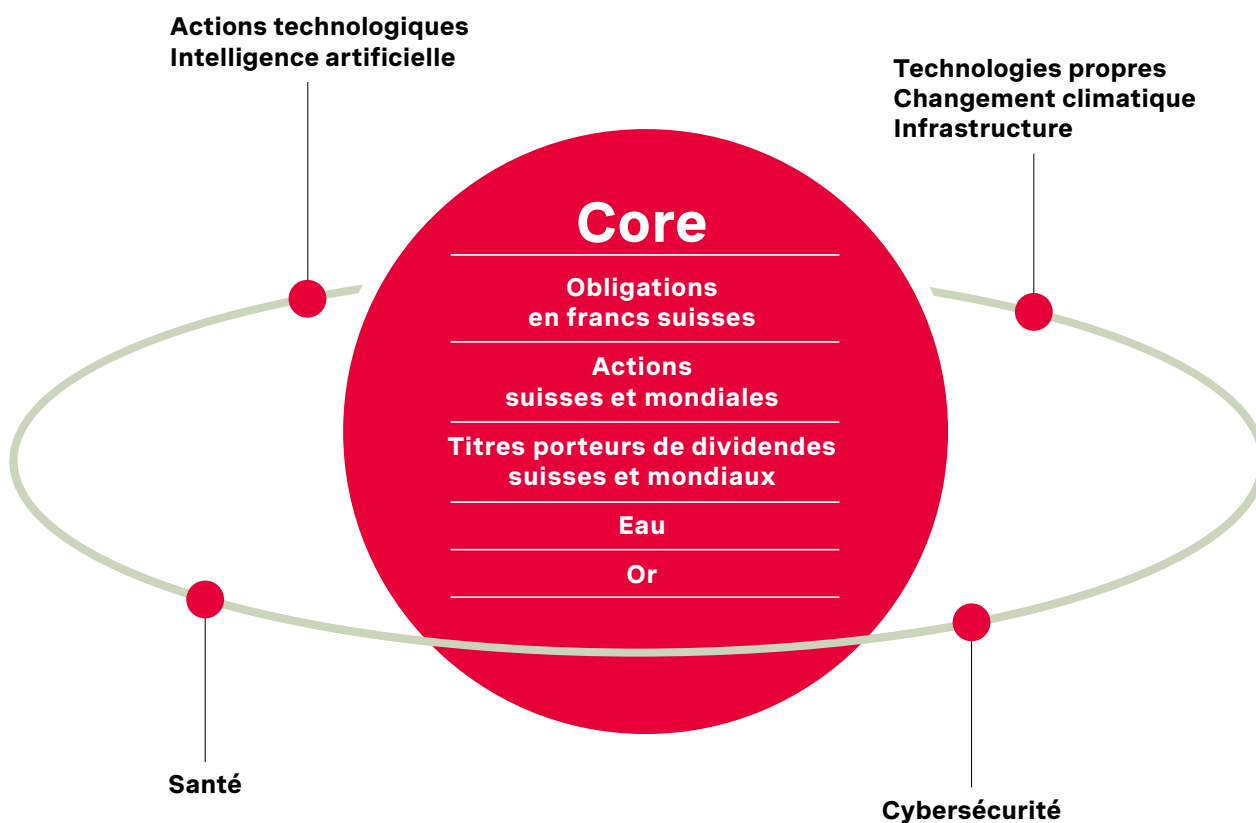 Actions technologiques
Intelligence artificielle
Technologies propres
Changement climatique
Infrastructure
Core
Obligations
en francs suisses
Actions
suisses et mondiales
Titres porteurs de dividendes
suisses et mondiaux
Eau
Or
Santé
Cybersécurité